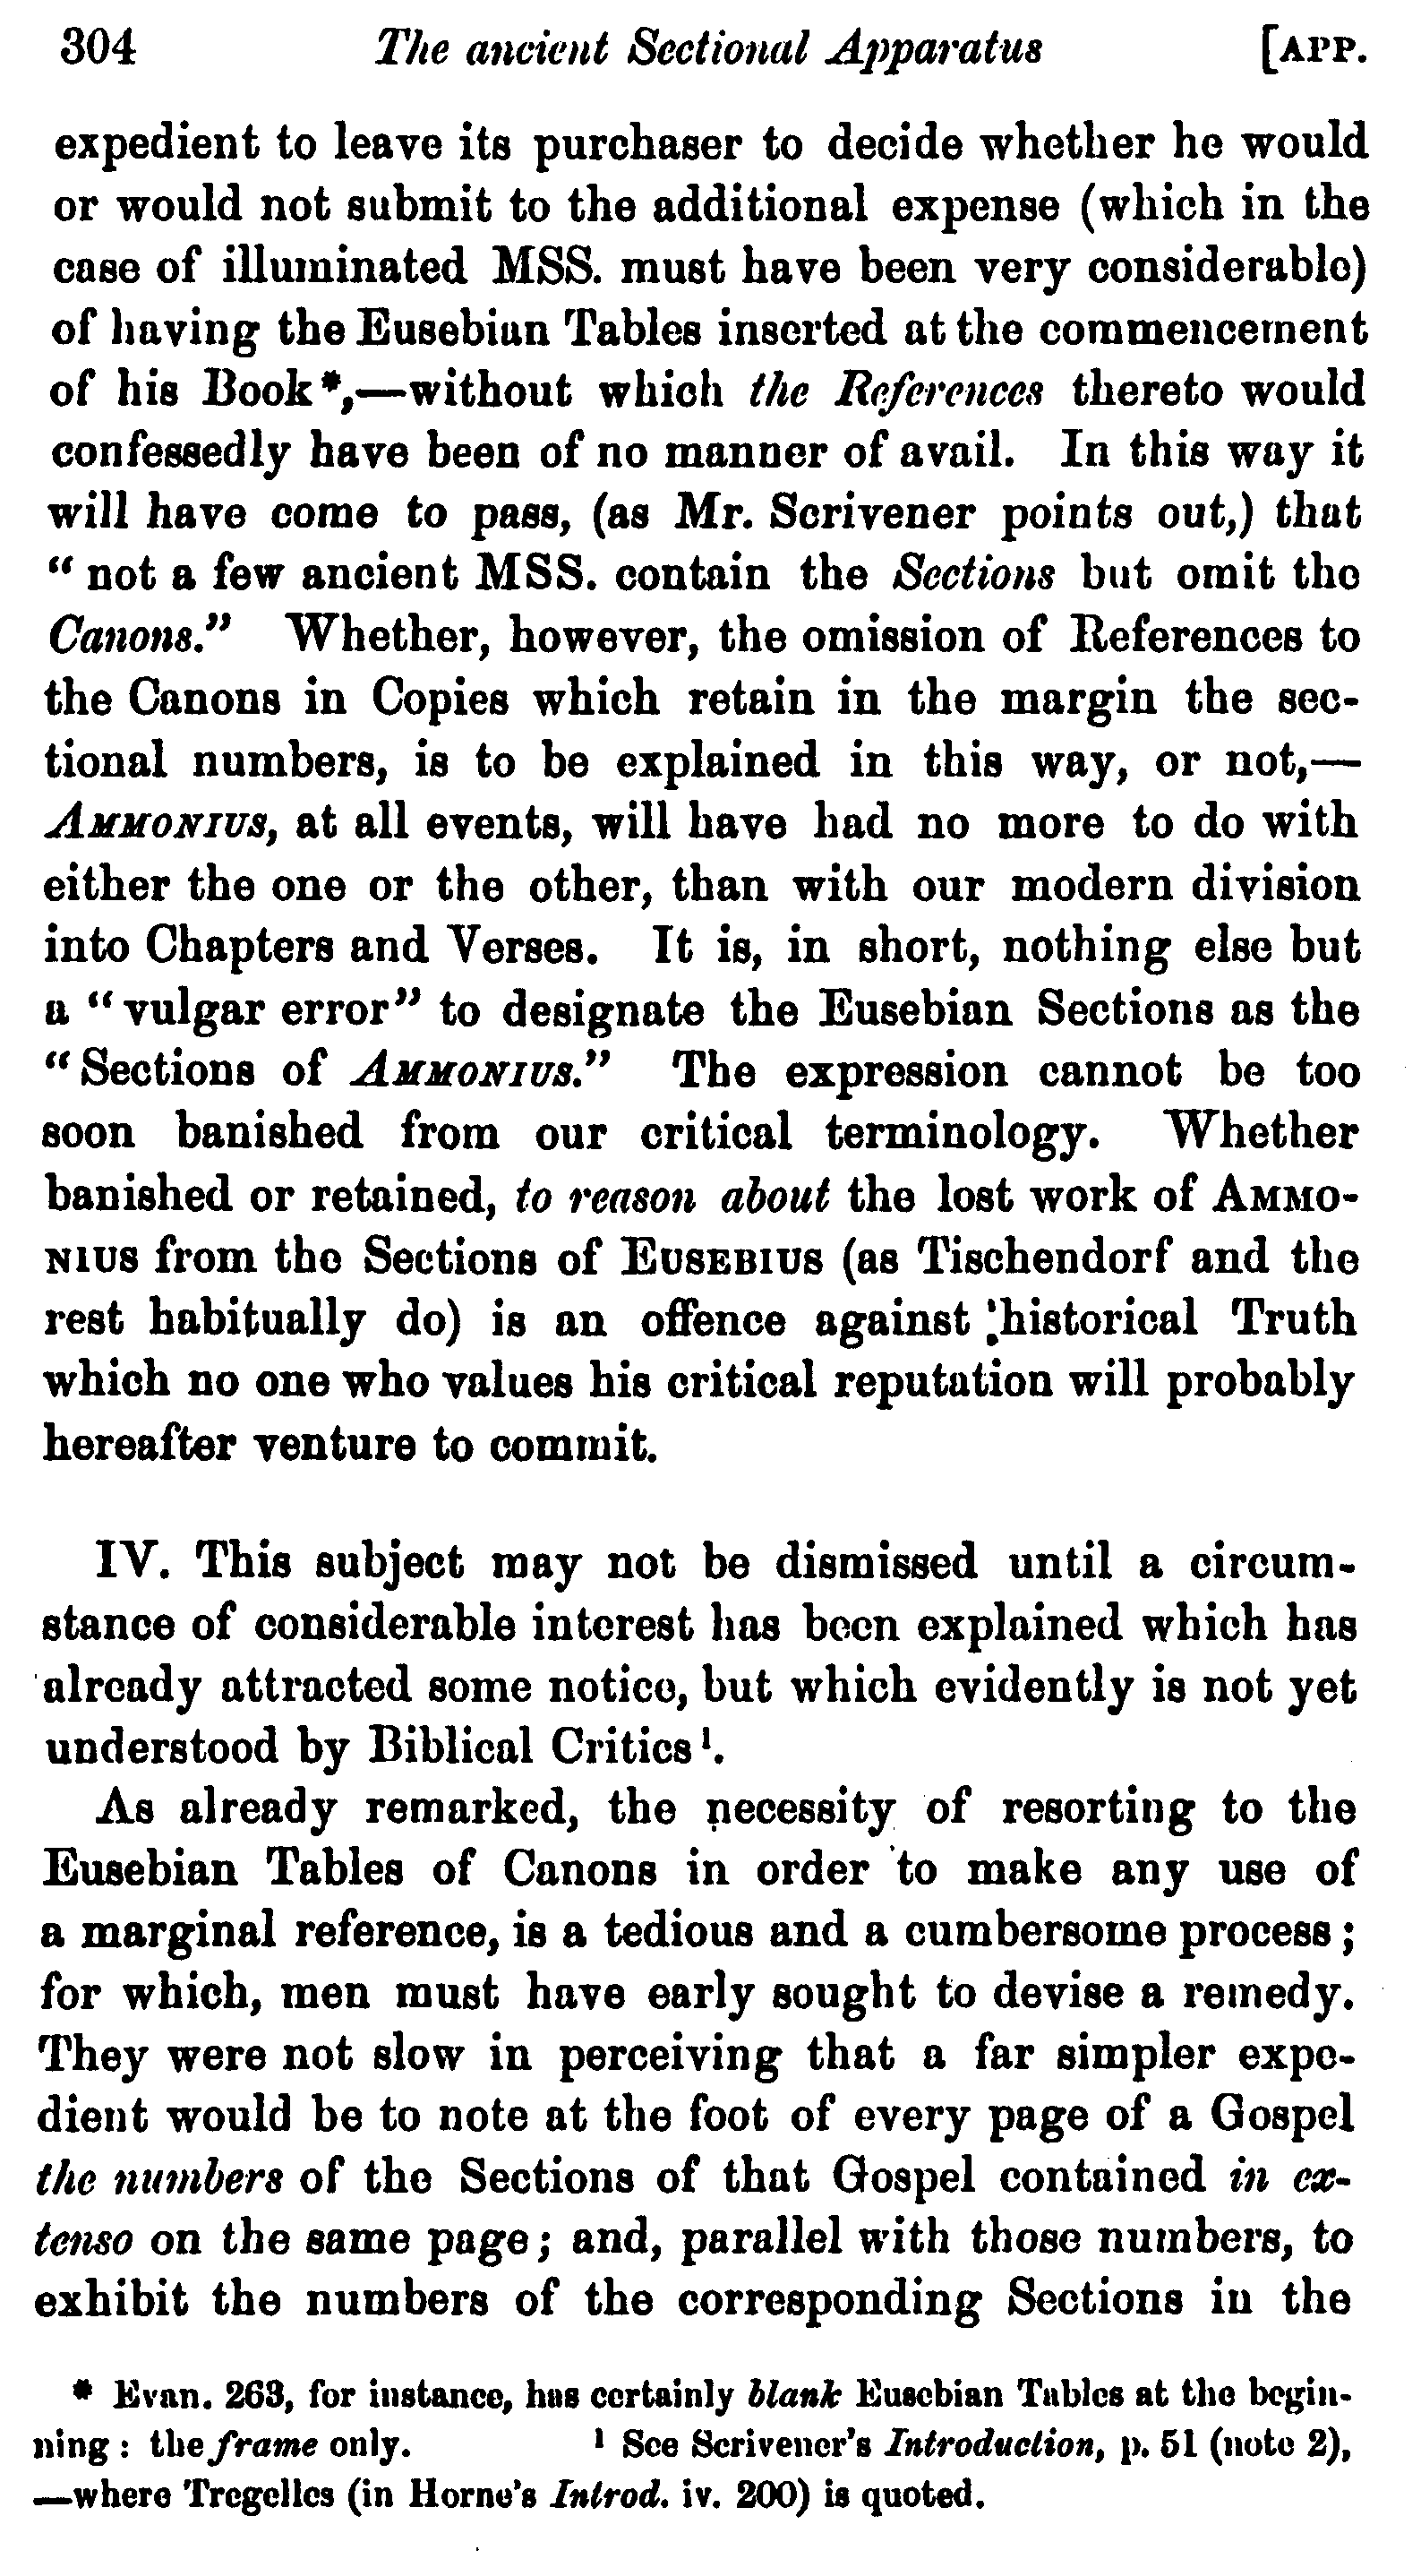 304 The ancient Sectional Apparatus [APP.
expedient to leave its purchaser to decide whether he would
or would not submit to the additional expense (which in the
case of illuminated MSS. must have been very considerable)
of having the Eusebian Tables inserted at the commencement
of his Book*,—without which the References thereto would
confessedly have been of no manner of avail. In this way it
will have come to pass, (as Mr. Scrivener points out,) that
“not a few ancient MSS. contain the Sections but omit the
Canons.” Whether, however, the omission of References to
the Canons in Copies which retain in the margin the sec-
tional numbers, is to be explained in this way, or not,—
AMMONIUS, at all events, will have had no more to do with
either the one or the other, than with our modern division
into Chapters and Verses. It is, in short, nothing else but
a “vulgar error” to designate the Eusebian Sections as the
“Sections of AMMONIUS.” The expression cannot be too
soon banished from our critical terminology. Whether
banished or retained, to reason about the lost work of AMMO-
NIUS from the Sections of EUSEBIUS (as Tischendorf and the
rest habitually do) is an offence against historical Truth
which no one who values his critical reputation will probably
hereafter venture to commit.
IV. This subject may not be dismissed until a circum-
stance of considerable interest has been explained which has
already attracted some notice, but which evidently is not yet
understood by Biblical Critics¹.
As already remarked, the necessity of resorting to the
Eusebian Tables of Canons in order to make any use of
a marginal reference, is a tedious and a cumbersome process;
for which, men must have early sought to devise a remedy.
They were not slow in perceiving that a far simpler expe-
dient would be to note at the foot of every page of a Gospel
the numbers of the Sections of that Gospel contained in ex-
tenso on the same page; and, parallel with those numbers, to
exhibit the numbers of the corresponding Sections in the
* Evan. 263, for instance, has certainly blank Eusebian Tables at the begin-
ning: the frame only. ¹ See Scrivener’s Introduction, p. 51 (note 2),
—where Tregelles (in Horne’s Introd. iv. 200) is quoted.